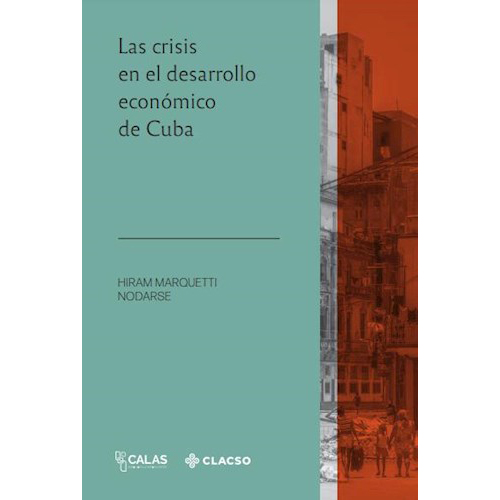 Las crisis
en el desarrollo
económico
de Cuba
HIRAM MARQUETTI
NODARSE
CALAS
CLACSO